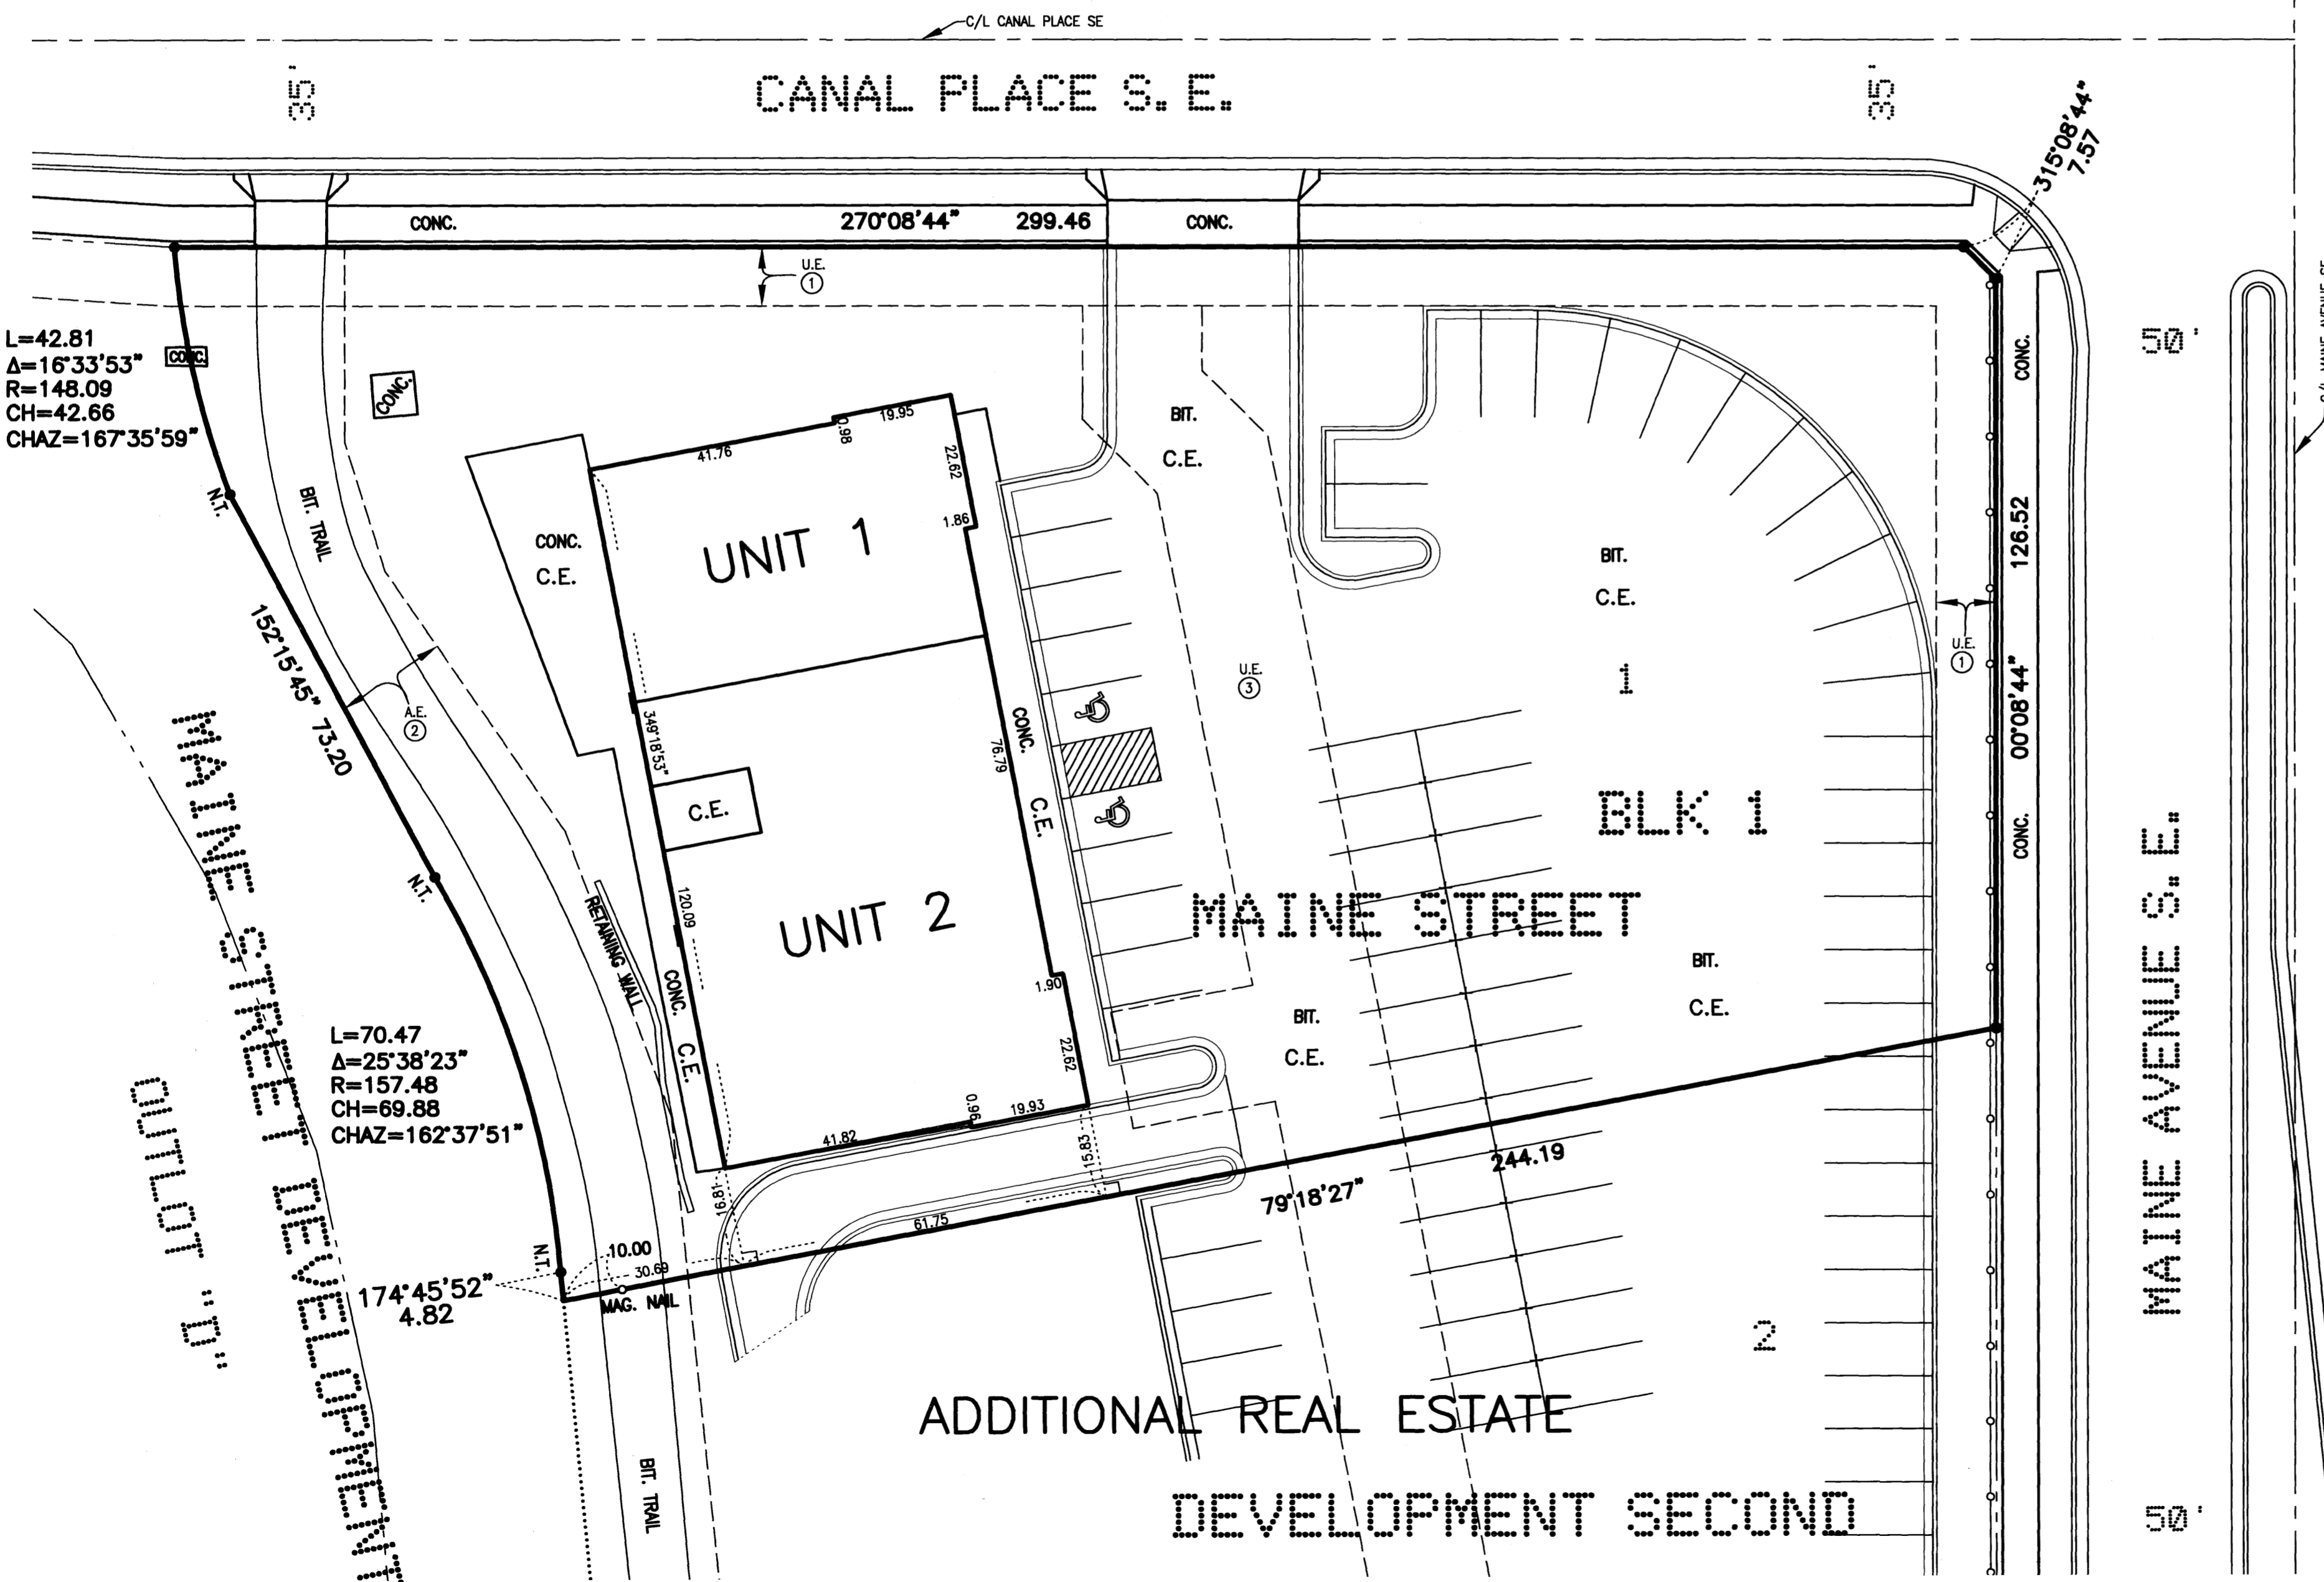 C/L CANAL PLACE SE
35'
CANAL PLACE S.E.
35'
315°08'44"
7.57
CONC.
270°08'44" 299.46
CONC.
U.E.
1
L=42.81
Δ=16°33'53"
R=148.09
CH=42.66
CHAZ=167°35'59"
CONC.
CONC.
N.T.
BIT. TRAIL
152°15'45" 73.20
A.E.
2
N.T.
41.76
0.98
19.95
22.62
1.86
UNIT 1
CONC.
C.E.
BIT.
C.E.
BIT.
C.E.
U.E.
3
1
BLK 1
CONC.
126.52
U.E.
1
00°08'44"
CONC.
50'
349°18'53"
C.E.
120.09
UNIT 2
76.79
CONC.
C.E.
1.90
22.62
RETAINING WALL
CONC.
C.E.
MAINE STREET
BIT.
C.E.
BIT.
C.E.
MAINE AVENUE S.E.
L=70.47
Δ=25°38'23"
R=157.48
CH=69.88
CHAZ=162°37'51"
41.82
0.96
19.93
15.83
16.81
61.75
79°18'27"
244.19
N.T.
10.00
30.69
MAG. NAIL
174°45'52"
4.82
MAINE STREET DEVELOPMENT
OUTLOT "D"
BIT. TRAIL
2
ADDITIONAL REAL ESTATE
DEVELOPMENT SECOND
50'